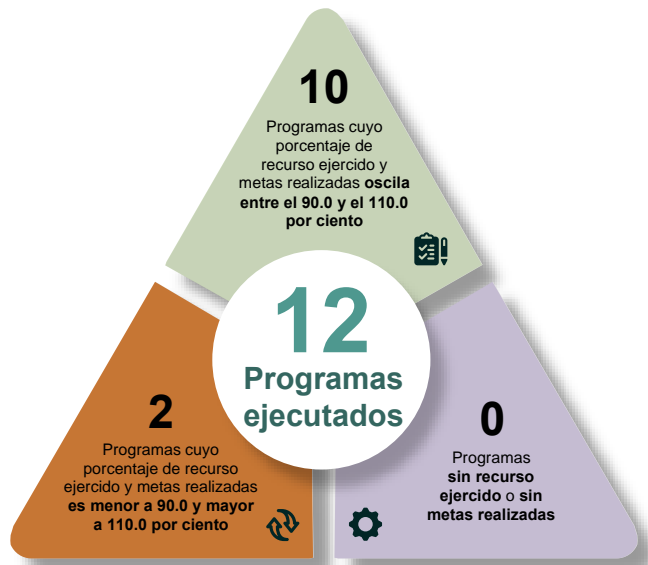 10
Programas cuyo
porcentaje de
recurso ejercido y
metas realizadas oscila
entre el 90.0 y el 110.0
por ciento
12
Programas
ejecutados
2
Programas cuyo
porcentaje de recurso
ejercido y metas realizadas
es menor a 90.0 y mayor
a 110.0 por ciento
0
Programas
sin recurso
ejercido o sin
metas realizadas